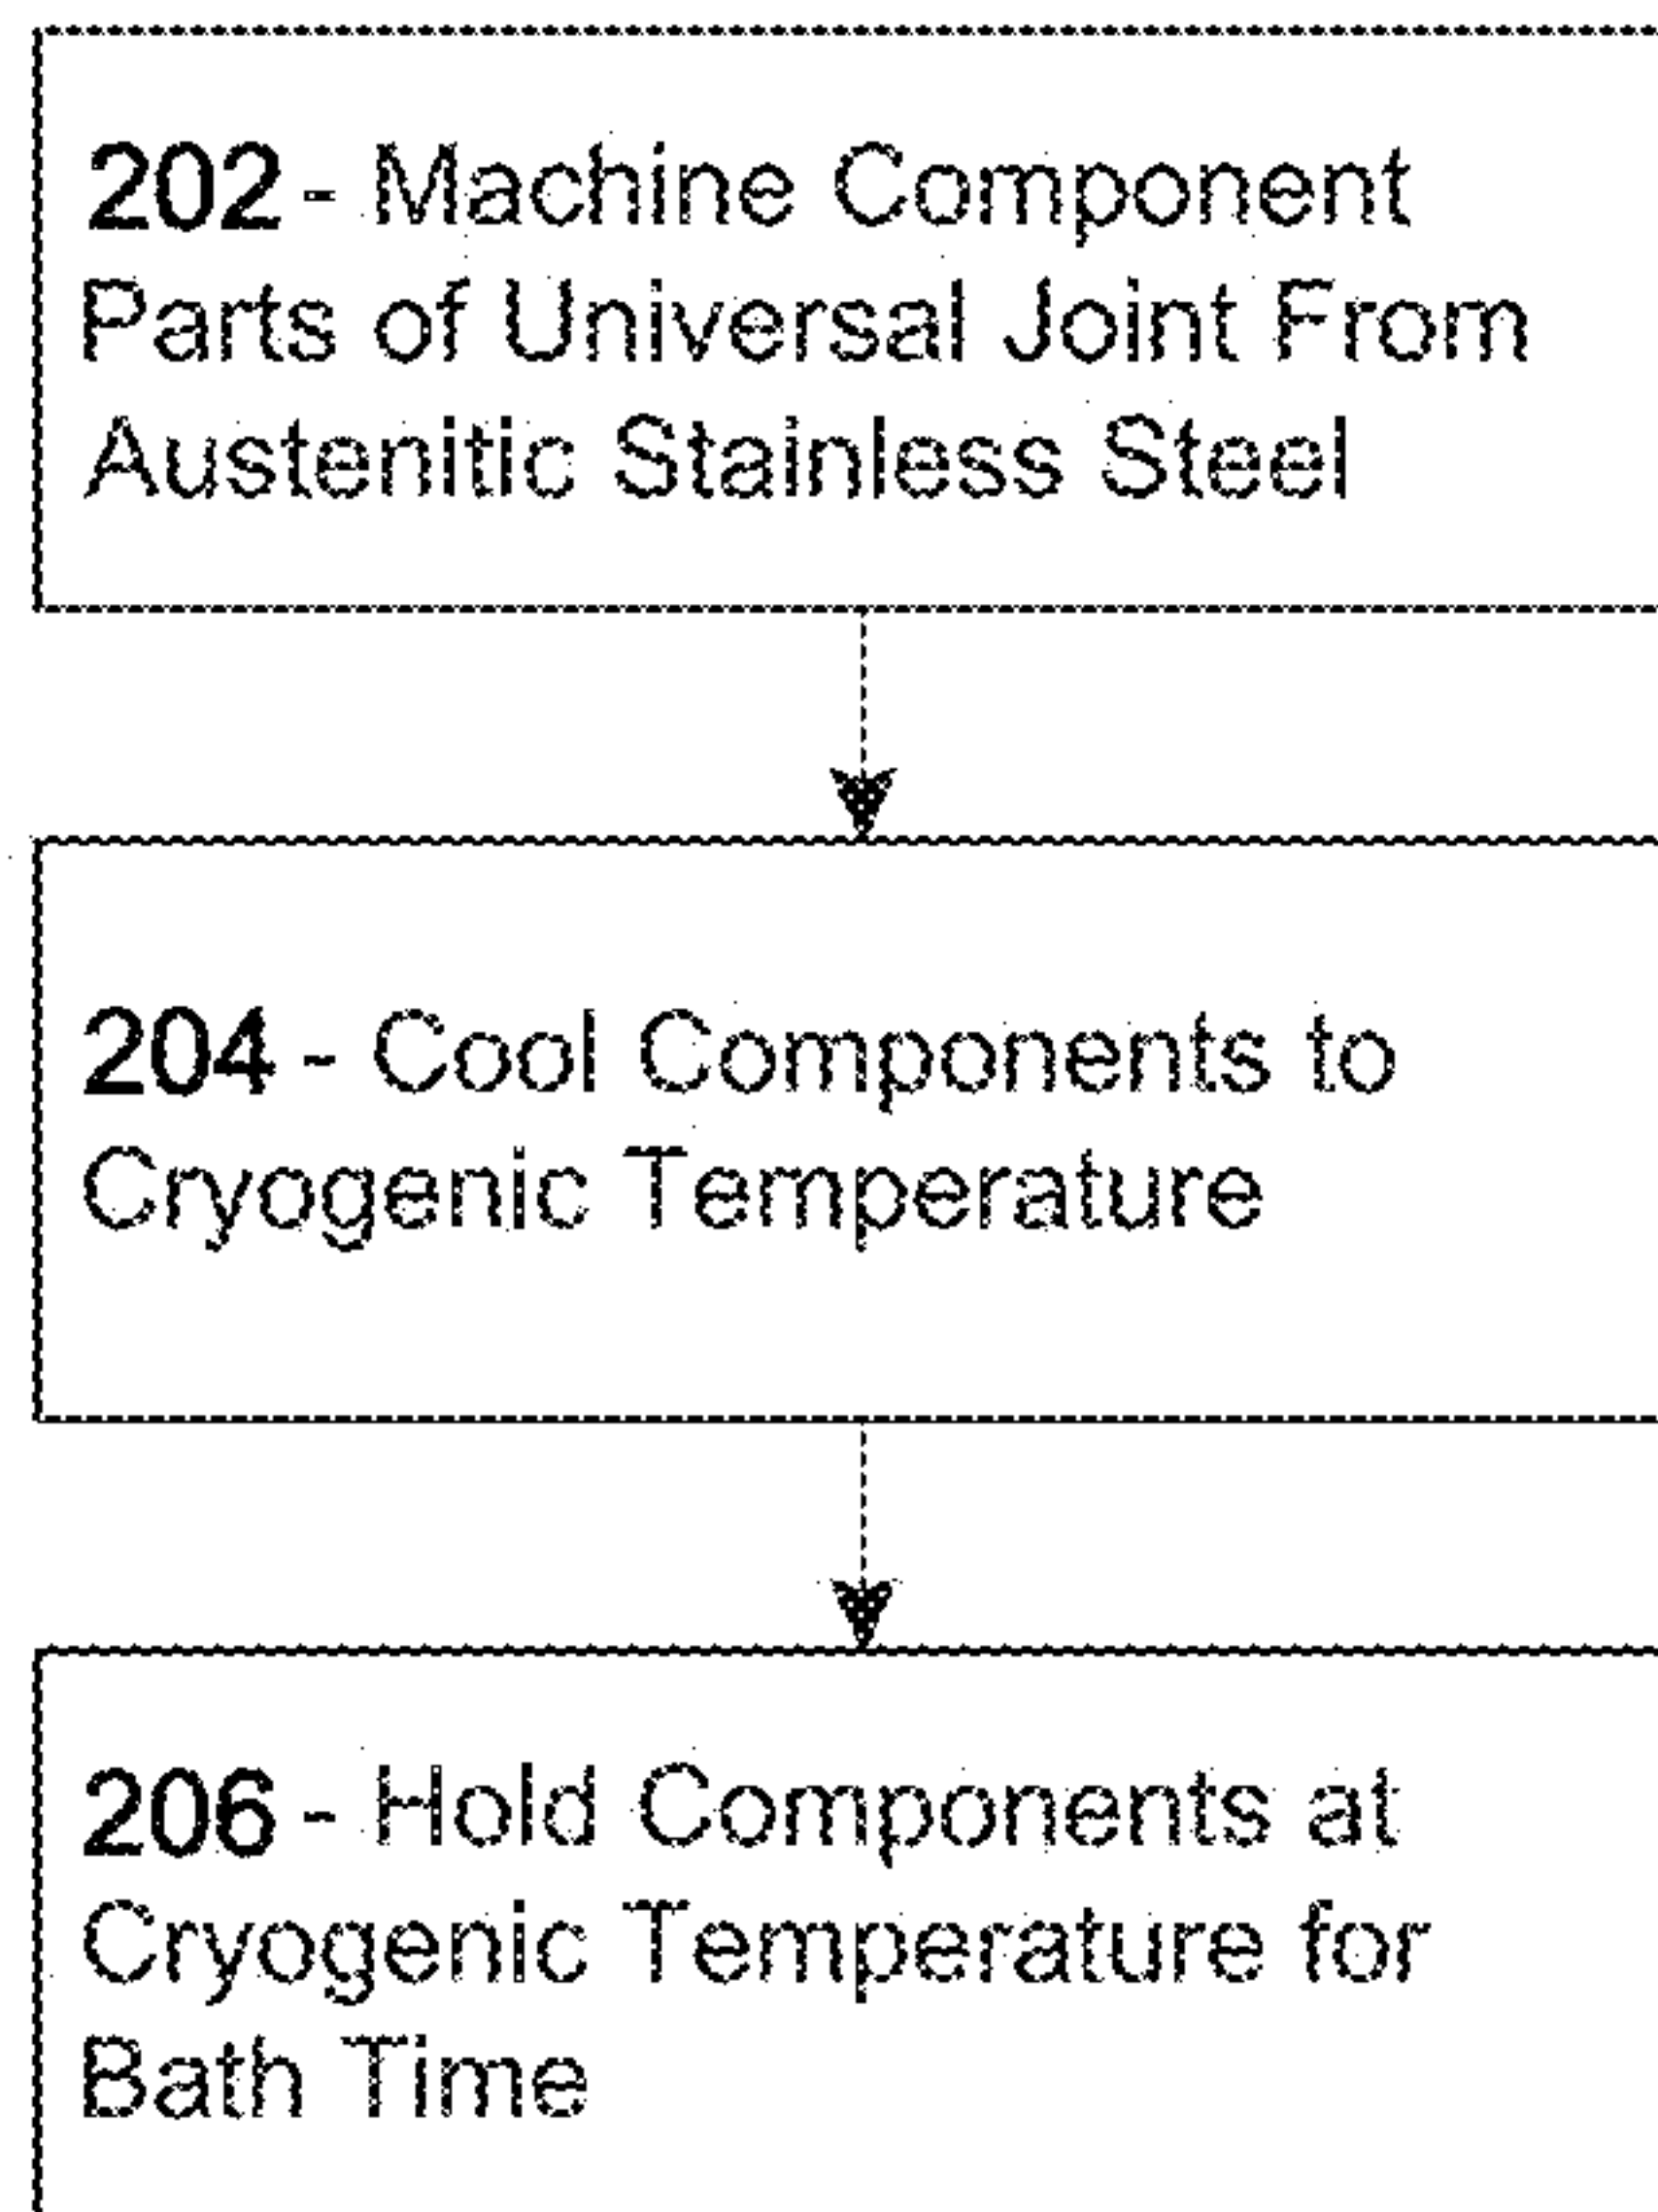 202 - Machine Component
Parts of Universal Joint From
Austenitic Stainless Steel
204 - Cool Components to
Cryogenic Temperature
206 - Hold Components at
Cryogenic Temperature for
Bath Time